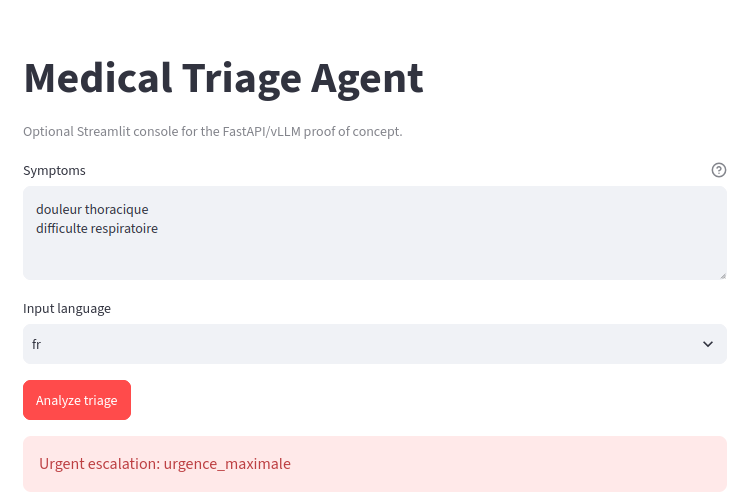 Medical Triage Agent
Optional Streamlit console for the FastAPI/vLLM proof of concept.
Symptoms
douleur thoracique
difficulte respiratoire
Input language
fr
Analyze triage
Urgent escalation: urgence_maximale